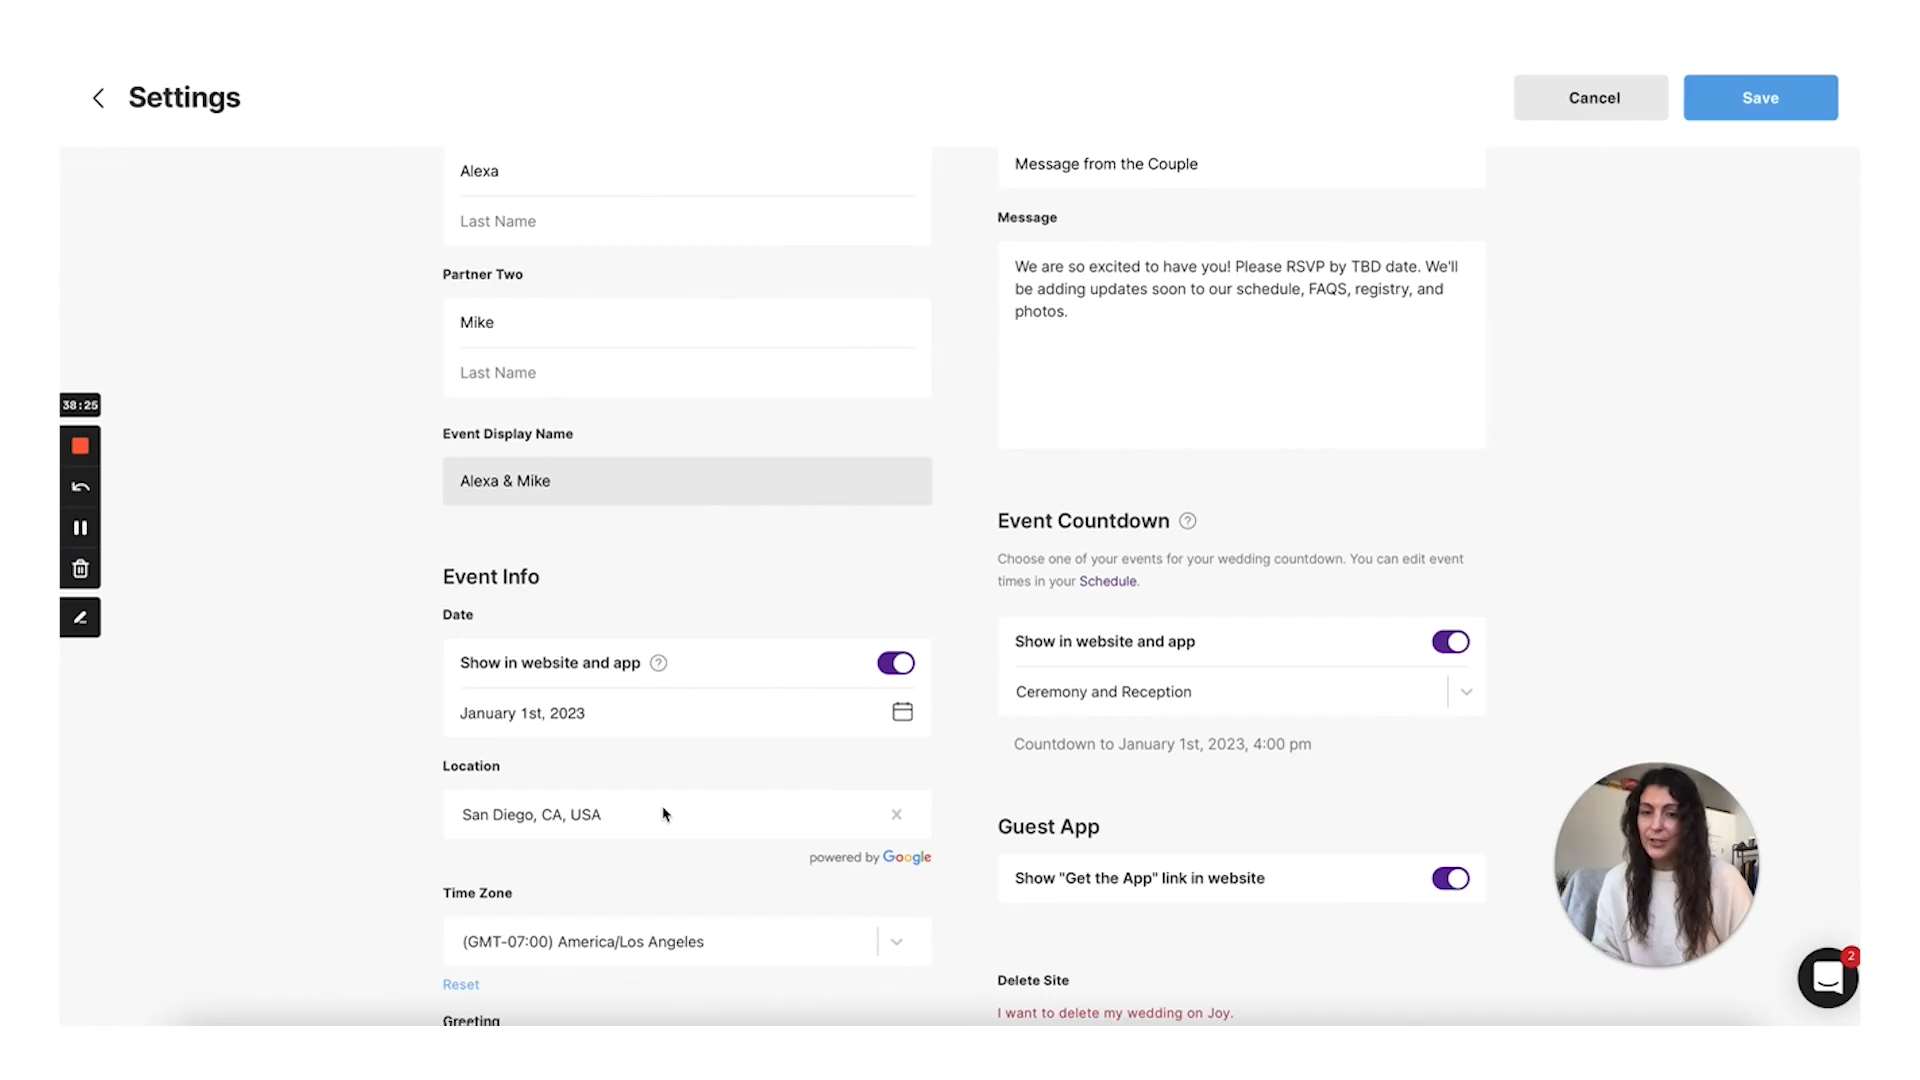 Settings
Cancel
Save
Alexa
Last Name
Partner Two
Mike
Last Name
Event Display Name
Alexa & Mike
Event Info
Date
Show in website and app ?
January 1st, 2023
Location
San Diego, CA, USA
powered by Google
Time Zone
(GMT-07:00) America/Los Angeles
Reset
Greeting
Message from the Couple
Message
We are so excited to have you! Please RSVP by TBD date. We'll
be adding updates soon to our schedule, FAQS, registry, and
photos.
Event Countdown ?
Choose one of your events for your wedding countdown. You can edit event
times in your Schedule.
Show in website and app
Ceremony and Reception
Countdown to January 1st, 2023, 4:00 pm
Guest App
Show "Get the App" link in website
Delete Site
I want to delete my wedding on Joy.
38:25
2